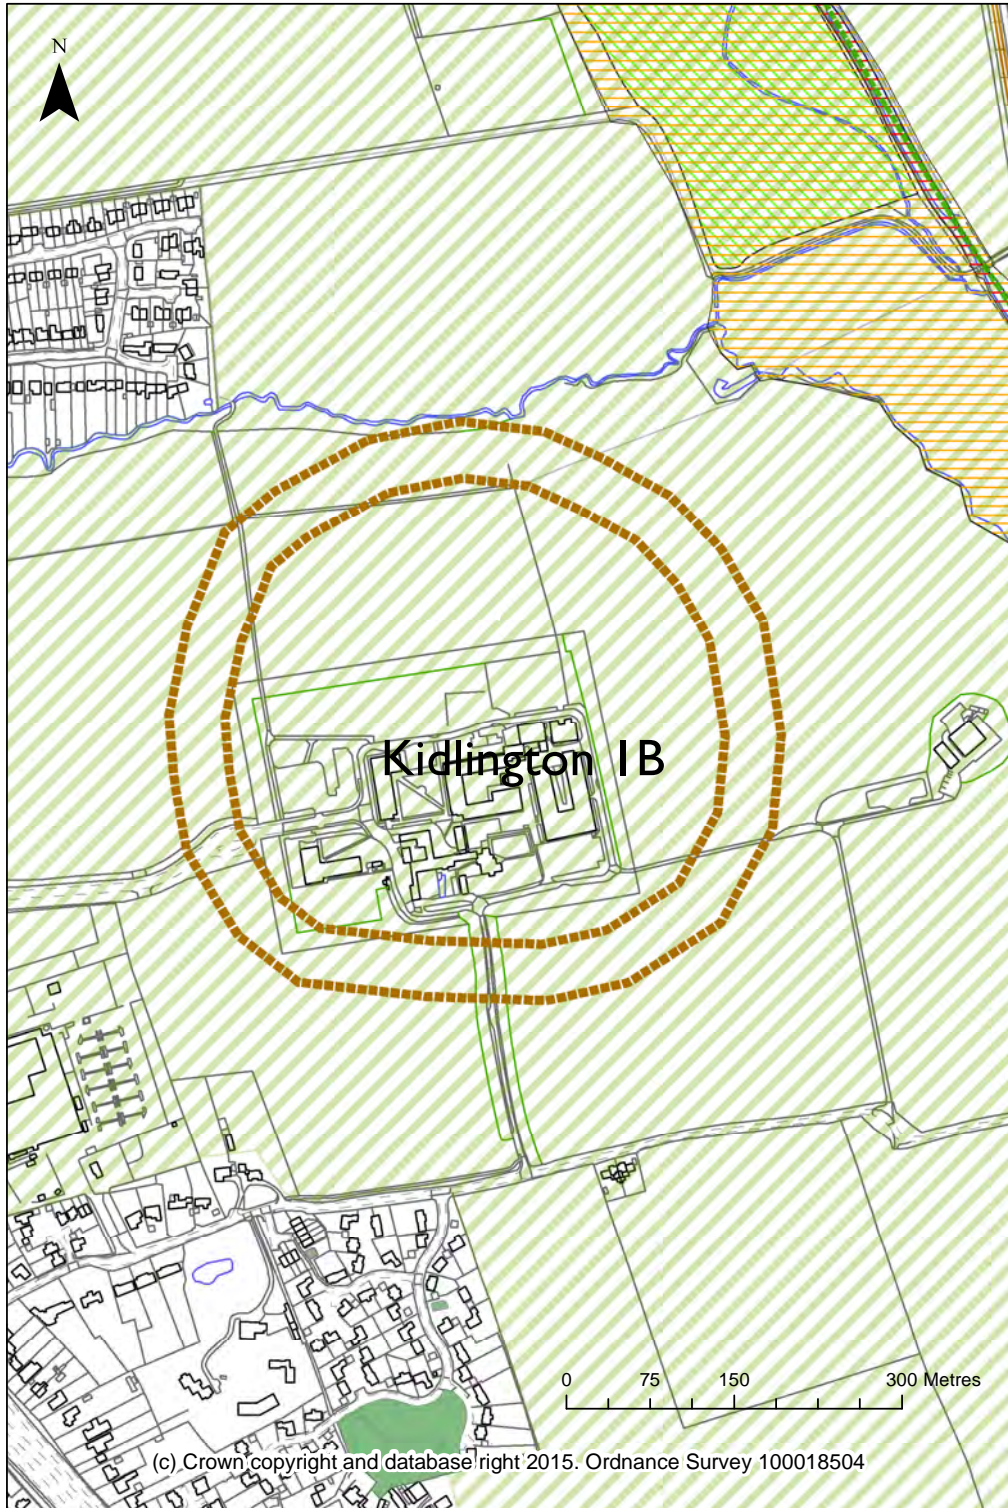 N
Kidlington 1B
0 75 150 300 Metres
(c) Crown copyright and database right 2015. Ordnance Survey 100018504